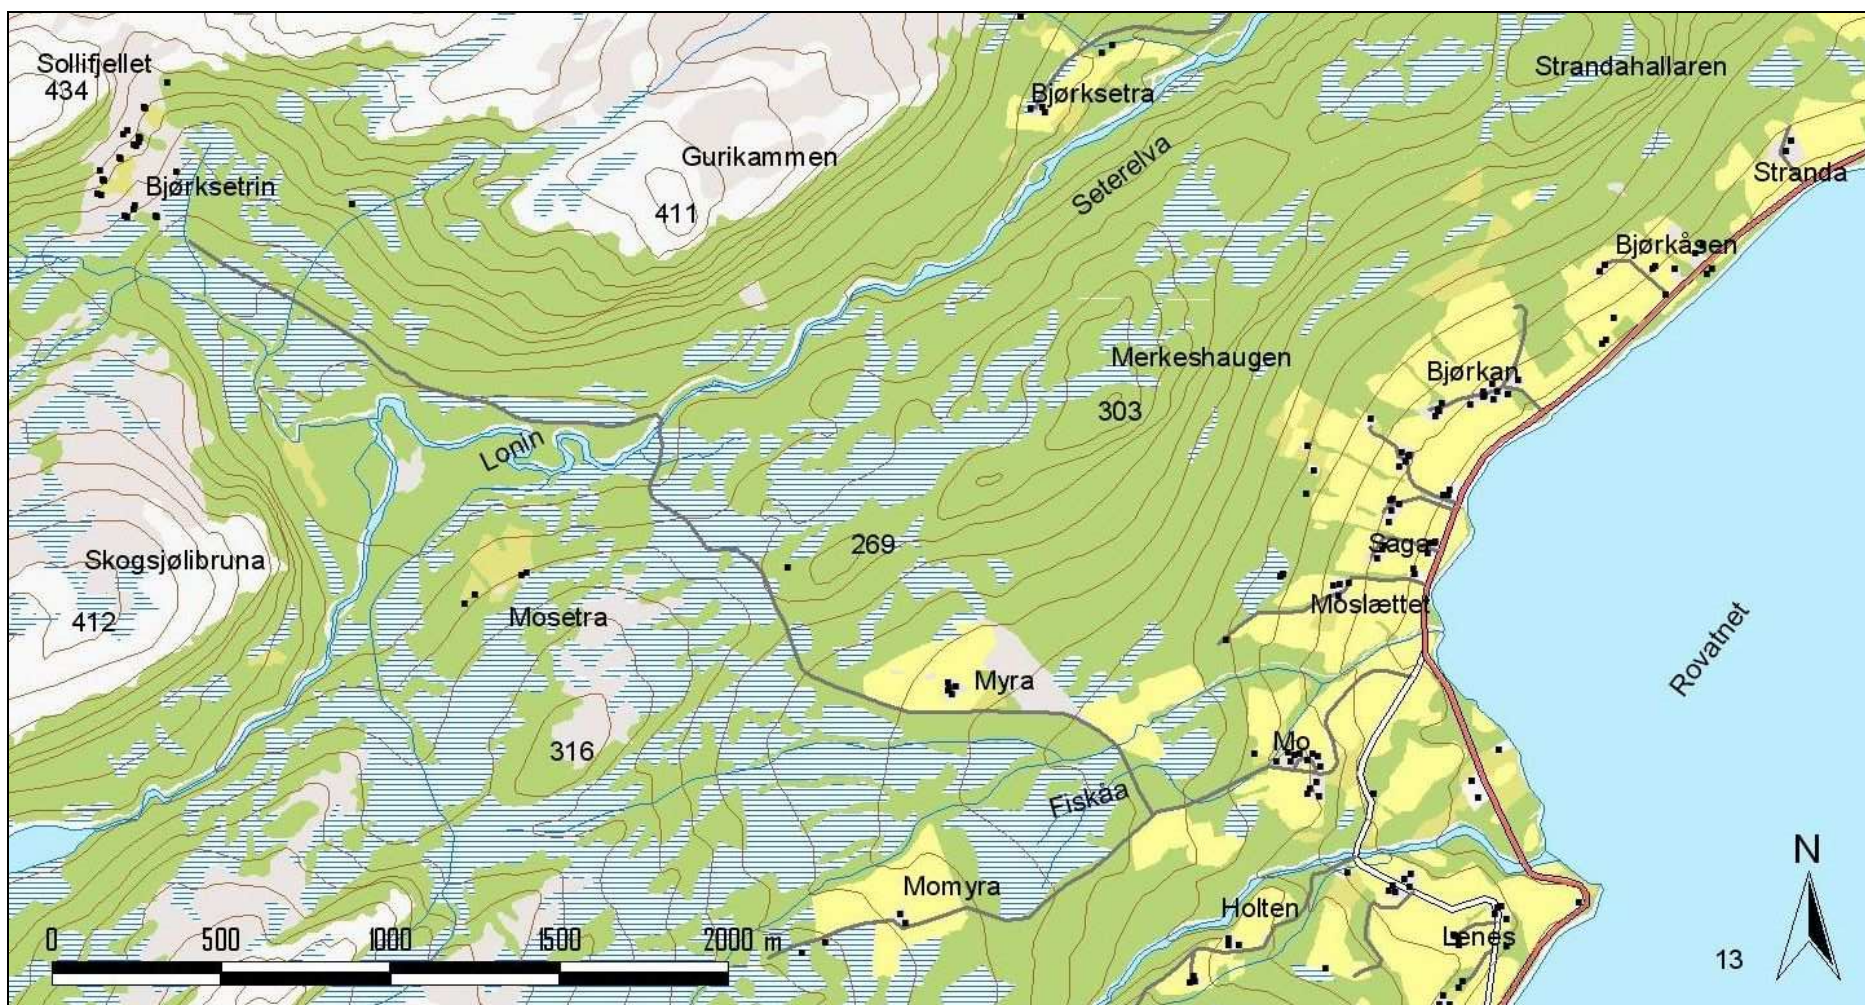 Sollifjellet
434
Bjørksetra
Strandahallaren
Gurikammen
Stranda
Bjørksetrin
Seterelva
411
Bjørkåsen
Merkeshaugen
Bjørkan
303
Lonin
269
Saga
Skogsjølibruna
412
Mosetra
Moslættet
Rovatnet
Myra
316
Mo
Fiskåa
N
Momyra
Holten
Lenes
0 500 1000 1500 2000 m
13